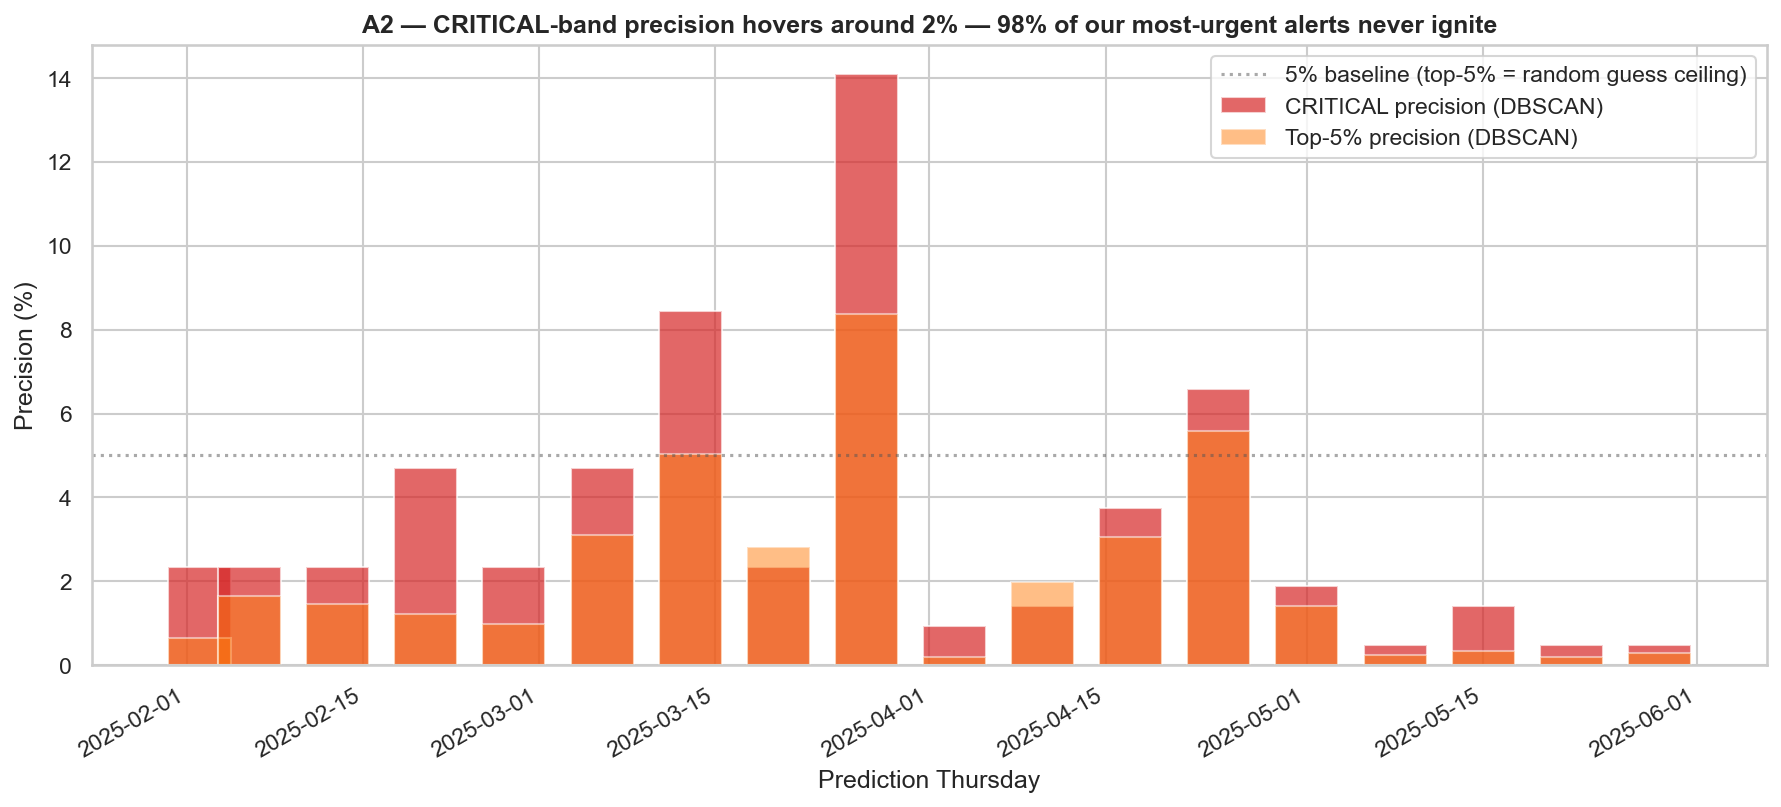 A2 — CRITICAL-band precision hovers around 2% — 98% of our most-urgent alerts never ignite
5% baseline (top-5% = random guess ceiling)
CRITICAL precision (DBSCAN)
Top-5% precision (DBSCAN)
Precision (%)
14
12
10
8
6
4
2
0
2025-02-01
2025-02-15
2025-03-01
2025-03-15
2025-04-01
2025-04-15
2025-05-01
2025-05-15
2025-06-01
Prediction Thursday